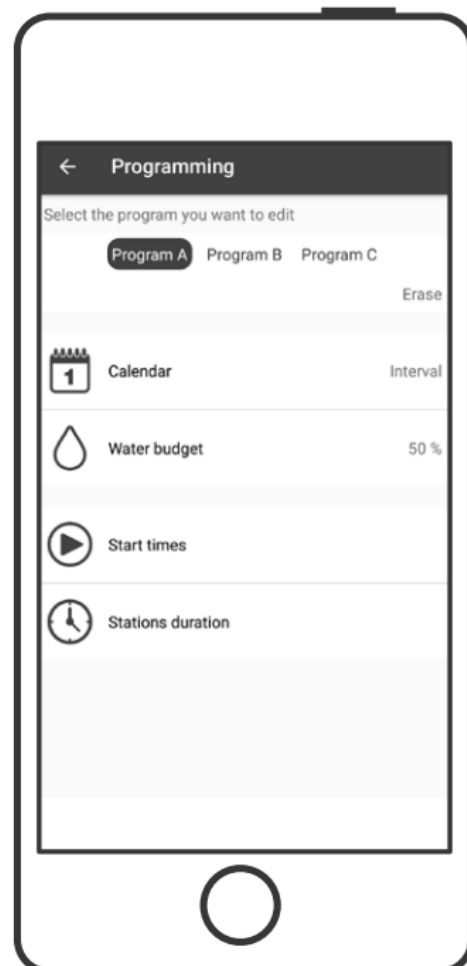 Programming
Select the program you want to edit
Program A Program B Program C
Erase
1
Calendar Interval
Water budget 50 %
Start times
Stations duration